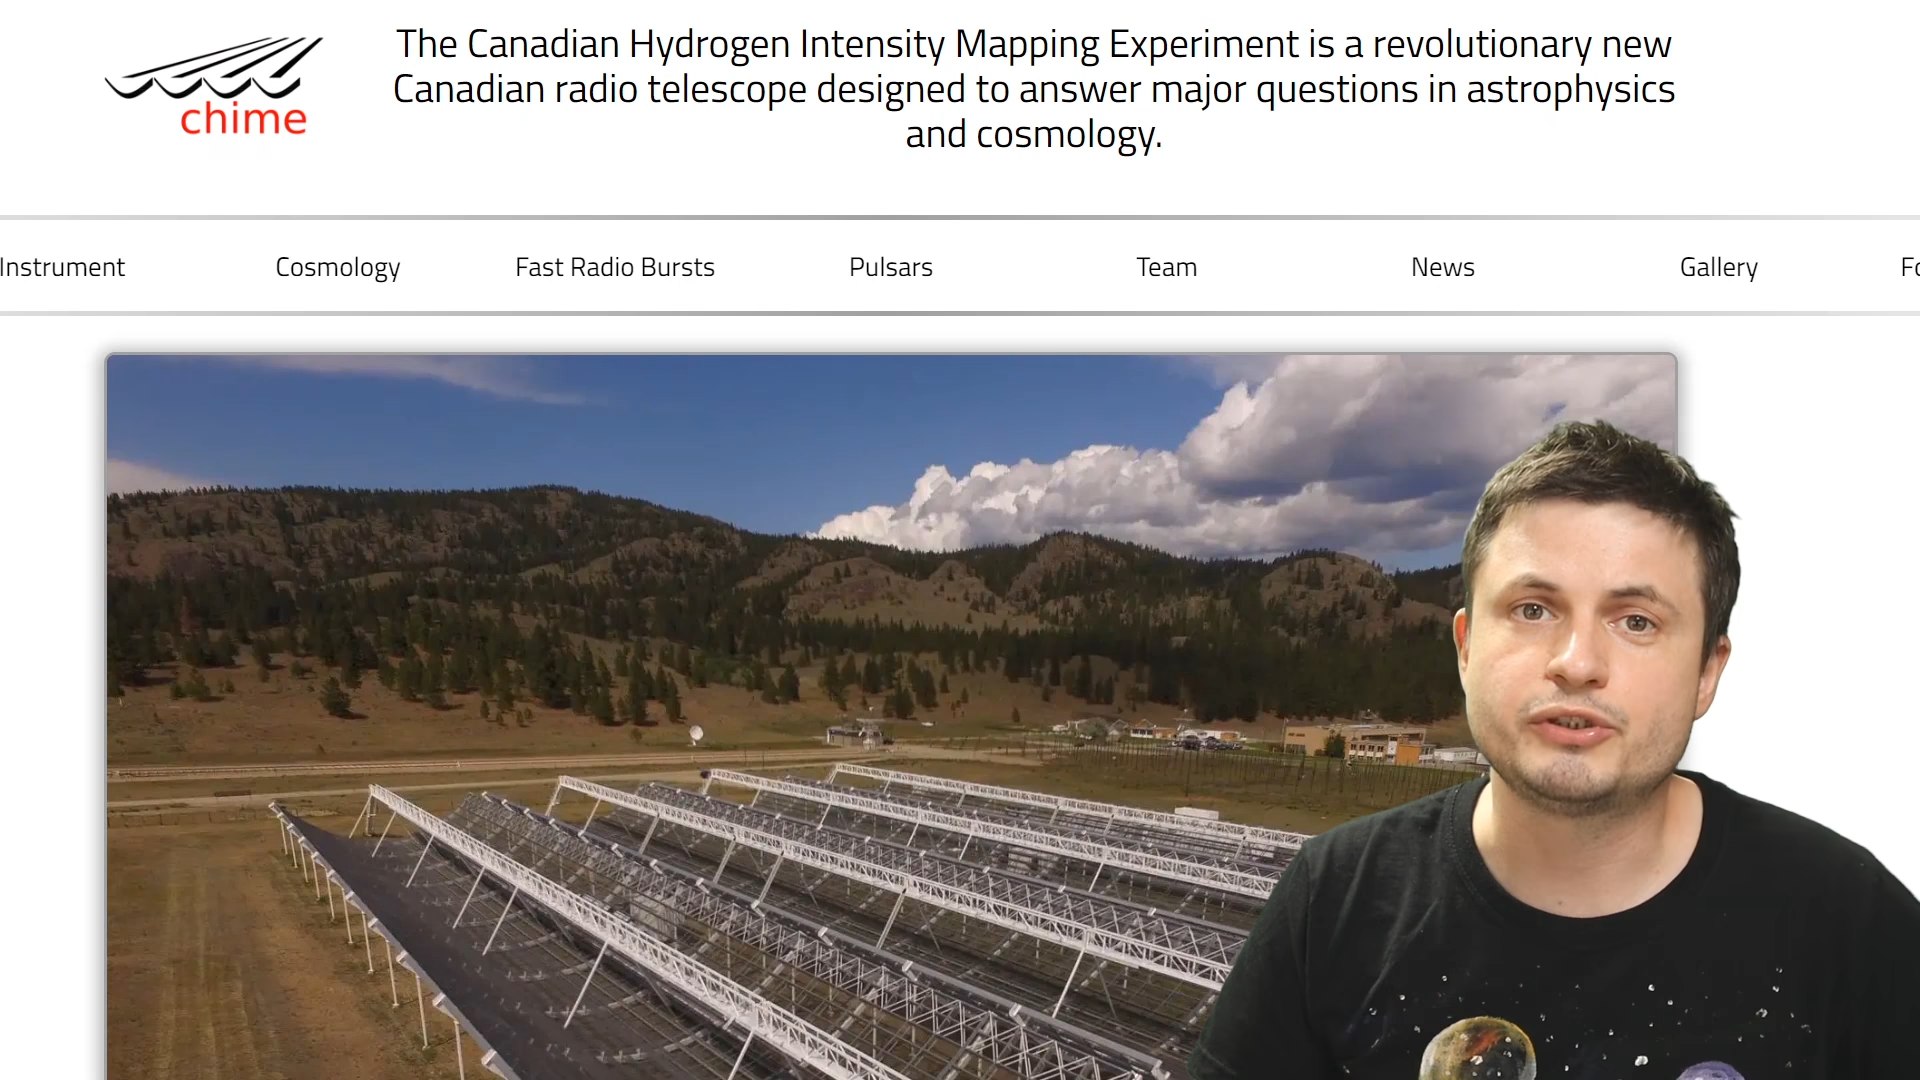 chime
The Canadian Hydrogen Intensity Mapping Experiment is a revolutionary new
Canadian radio telescope designed to answer major questions in astrophysics
and cosmology.
Instrument Cosmology Fast Radio Bursts Pulsars Team News Gallery